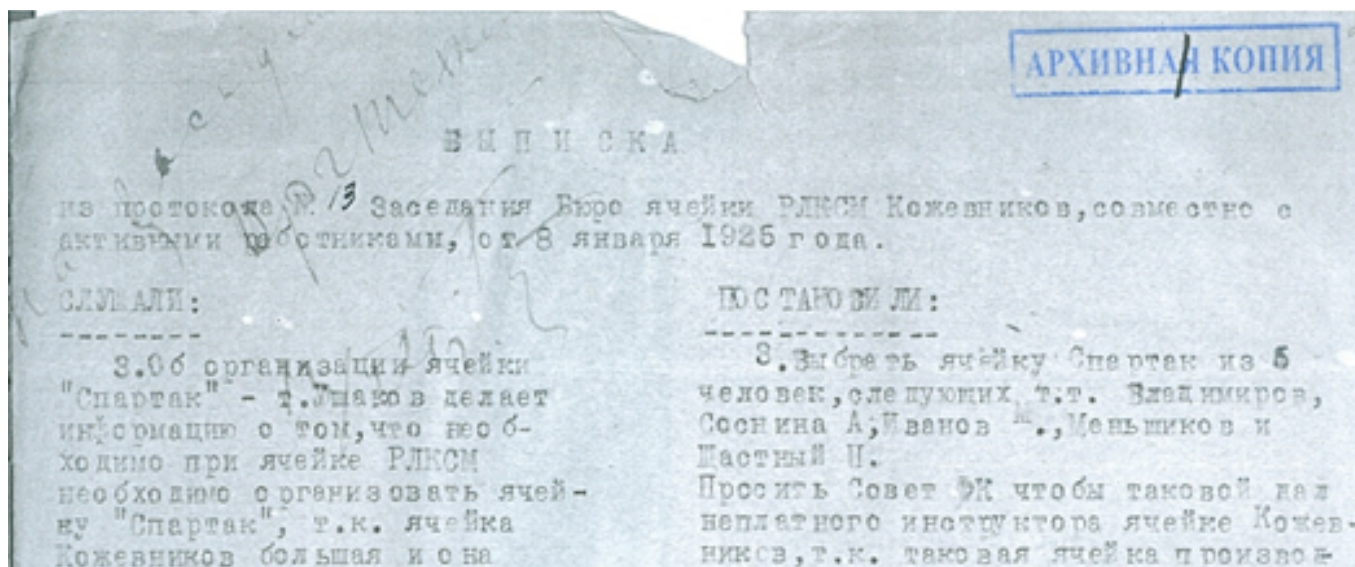 АРХИВНАЯ КОПИЯ
ВЫПИСКА
из протокола № 13 Заседания Бюро ячейки РЛКСМ Кожевников, совместно с
активными работниками, от 8 января 1925 года.
СЛУШАЛИ:
3.Об организации ячейки
"Спартак" - т.Ушаков делает
информацию о том,что необ-
ходимо при ячейке РЛКСМ
необходимо организовать ячей-
ку "Спартак", т.к. ячейка
Кожевников большая и она
ПОСТАНОВИЛИ:
3.Выбрать ячейку Спартак из 5
человек,следующих т.т. Владимиров,
Соснина А,Иванов М.,Меньшиков и
Щастный П.
Просить Совет ФК чтобы таковой дал
неплатного инструктора ячейке Кожев-
ников,т.к. таковая ячейка производ-